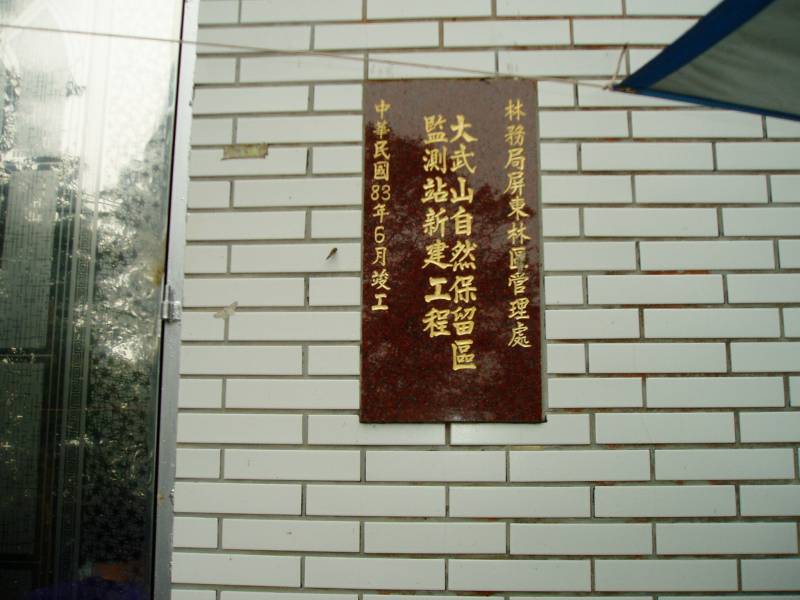 林務局屏東林區管理處
大武山自然保留區
監測站新建工程
中華民國83年6月竣工